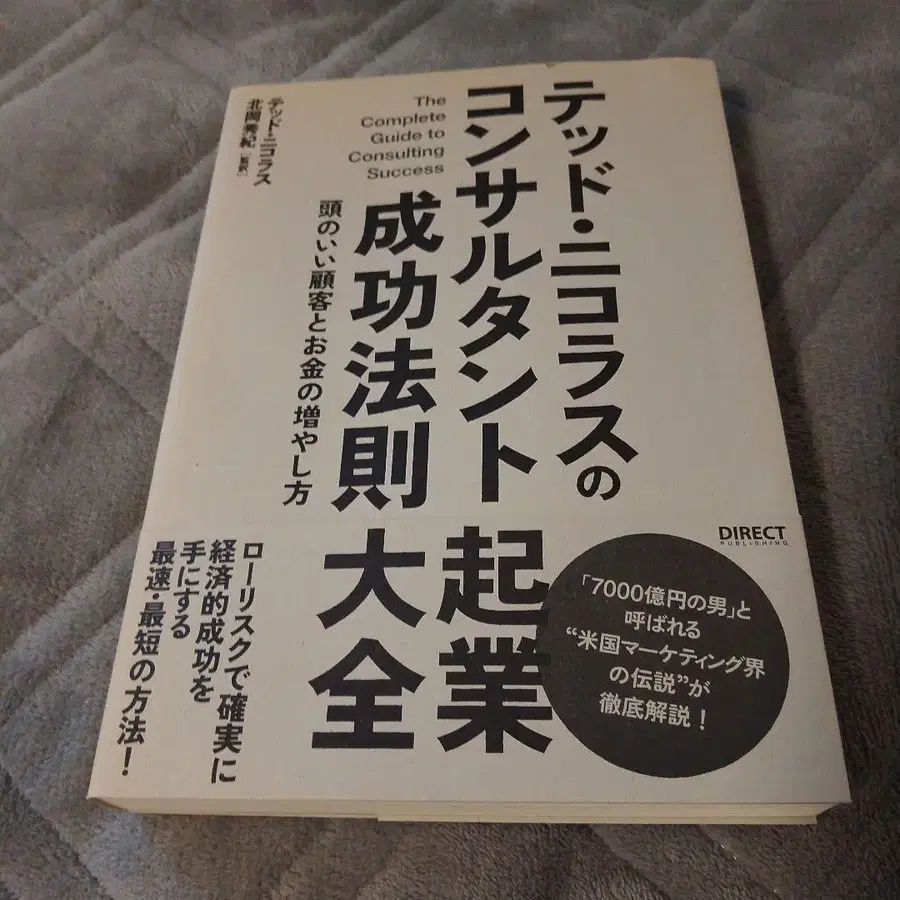 テッド・ニコラスの
コンサルタント起業
成功法則大全
The
Complete
Guide to
Consulting
Success
頭のいい顧客とお金の増やし方
テッド・ニコラス
北岡秀紀［監訳］
DIRECT
PUBLISHING
「7000億円の男」と
呼ばれる
“米国マーケティング界
の伝説”が
徹底解説！
ローリスクで確実に
経済的成功を
手にする
最速・最短の方法！